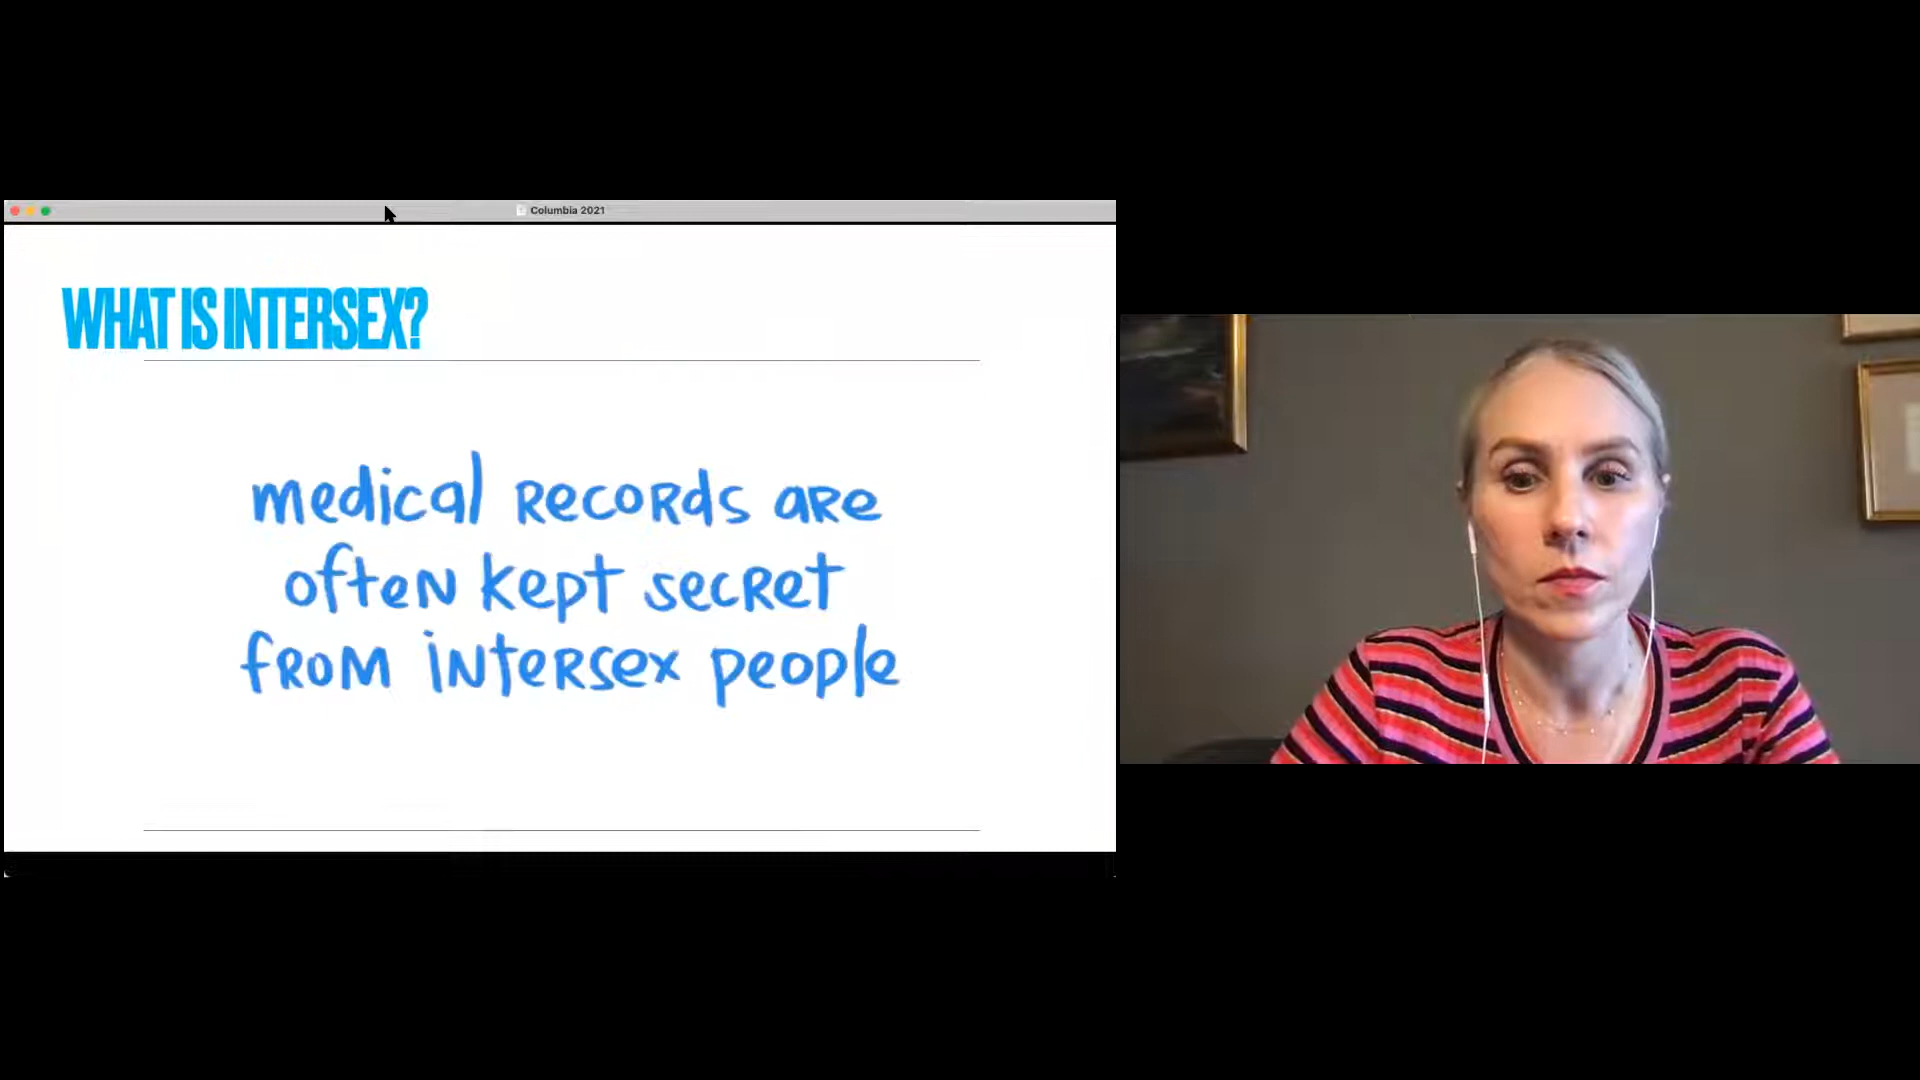 Columbia 2021
WHAT IS INTERSEX?
medical records are
often kept secret
from intersex people